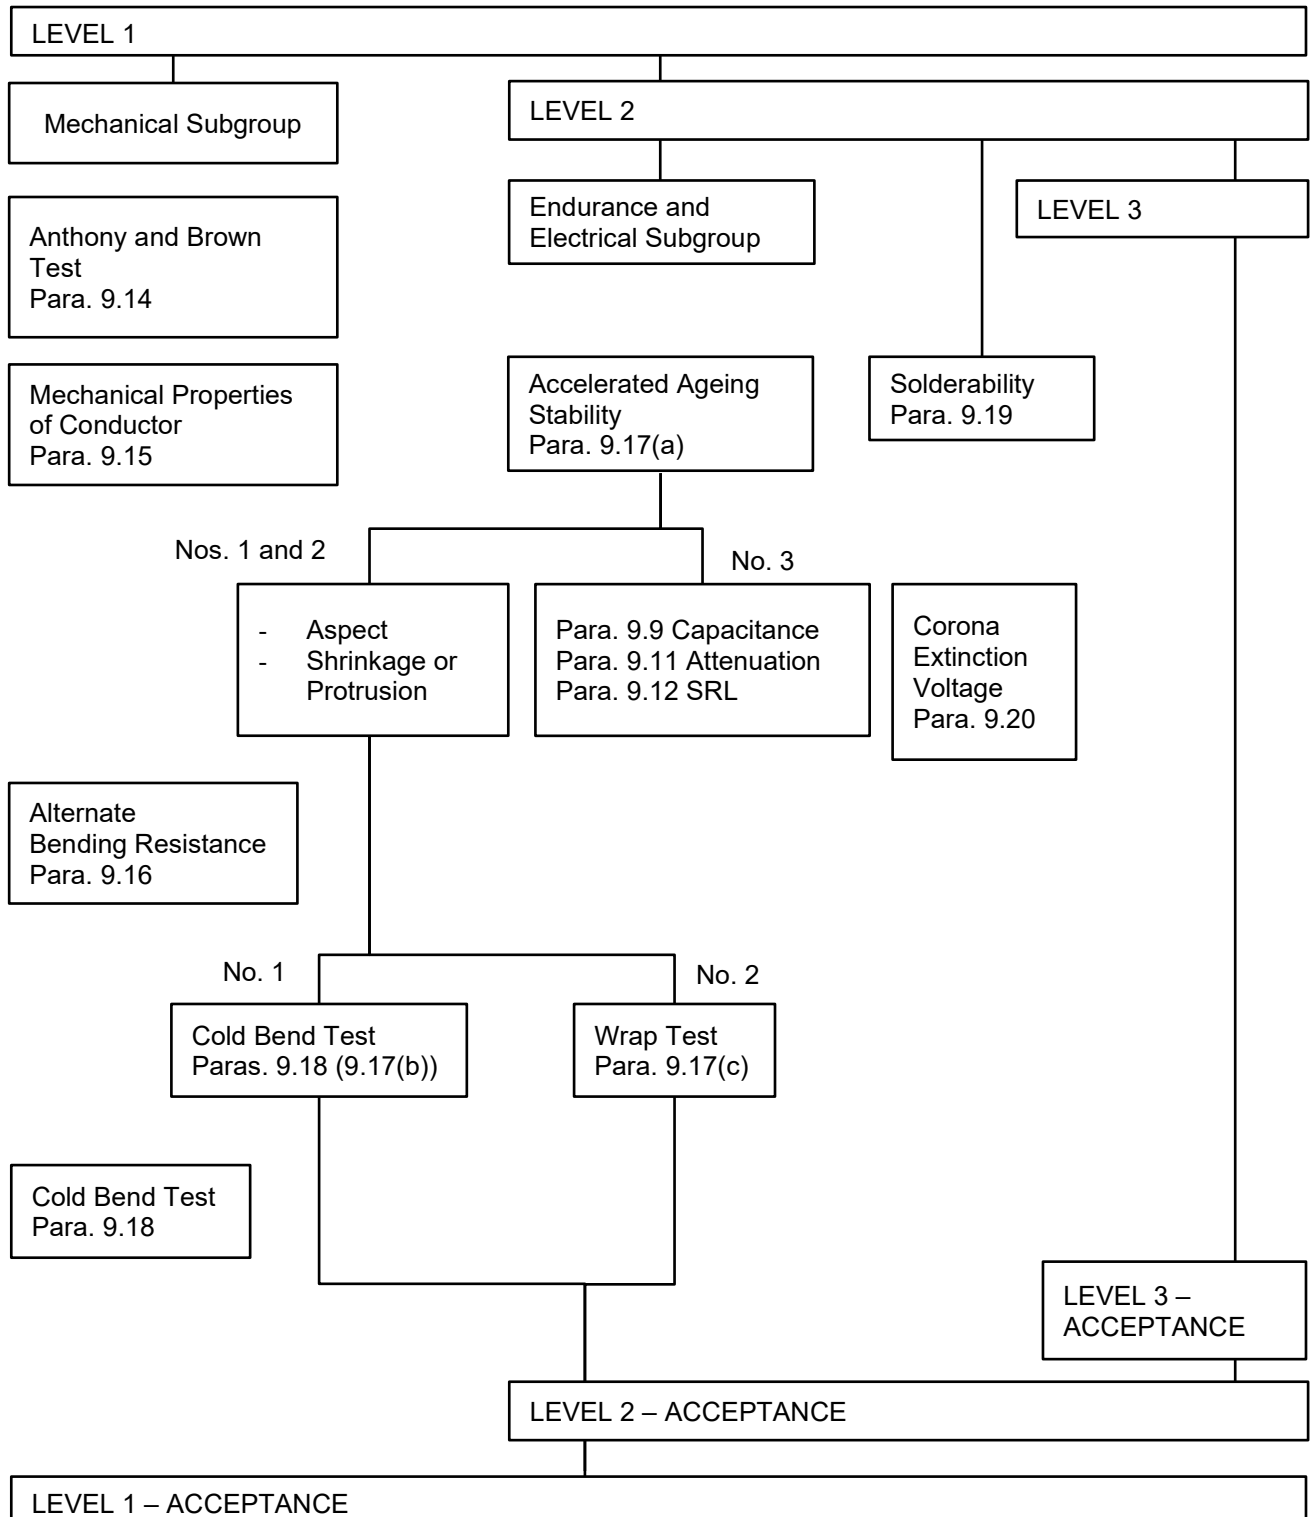 LEVEL 1
Mechanical Subgroup
LEVEL 2
Endurance and
Electrical Subgroup
LEVEL 3
Anthony and Brown
Test
Para. 9.14
Mechanical Properties
of Conductor
Para. 9.15
Accelerated Ageing
Stability
Para. 9.17(a)
Solderability
Para. 9.19
Nos. 1 and 2
No. 3
- Aspect
- Shrinkage or
Protrusion
Para. 9.9 Capacitance
Para. 9.11 Attenuation
Para. 9.12 SRL
Corona
Extinction
Voltage
Para. 9.20
Alternate
Bending Resistance
Para. 9.16
No. 1
No. 2
Cold Bend Test
Paras. 9.18 (9.17(b))
Wrap Test
Para. 9.17(c)
Cold Bend Test
Para. 9.18
LEVEL 3 –
ACCEPTANCE
LEVEL 2 – ACCEPTANCE
LEVEL 1 – ACCEPTANCE